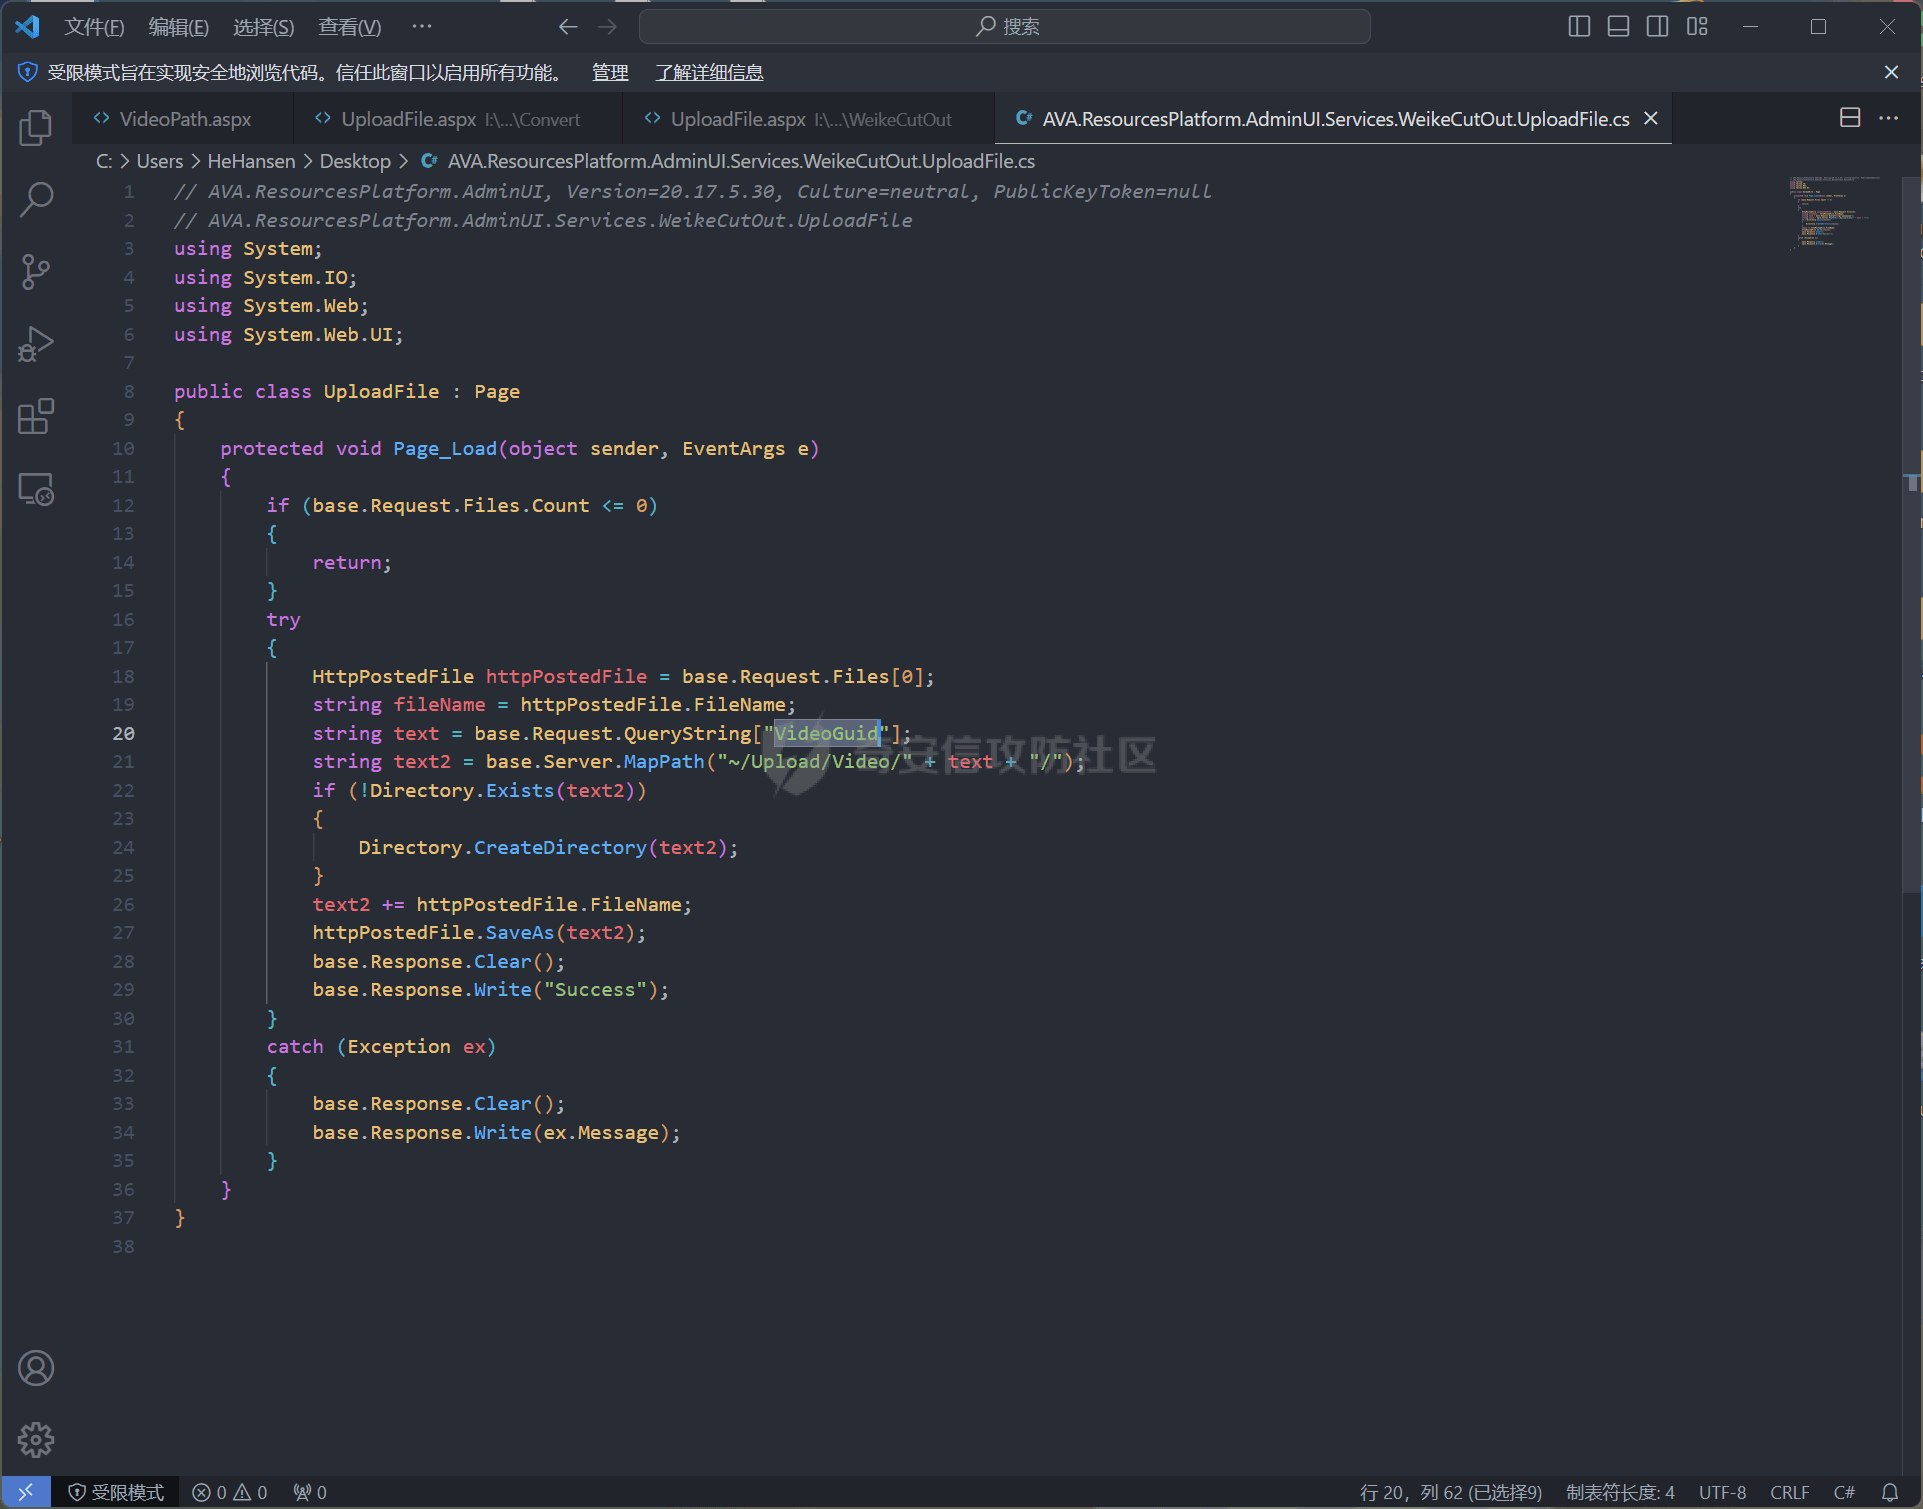 文件(F) 编辑(E) 选择(S) 查看(V) ··· 搜索
受限模式旨在实现安全地浏览代码。信任此窗口以启用所有功能。 管理 了解详细信息
VideoPath.aspx UploadFile.aspx I:\...\Convert UploadFile.aspx I:\...\WeikeCutOut AVA.ResourcesPlatform.AdminUI.Services.WeikeCutOut.UploadFile.cs
C: > Users > HeHansen > Desktop > AVA.ResourcesPlatform.AdminUI.Services.WeikeCutOut.UploadFile.cs
1 // AVA.ResourcesPlatform.AdminUI, Version=20.17.5.30, Culture=neutral, PublicKeyToken=null
2 // AVA.ResourcesPlatform.AdminUI.Services.WeikeCutOut.UploadFile
3 using System;
4 using System.IO;
5 using System.Web;
6 using System.Web.UI;
7
8 public class UploadFile : Page
9 {
10 protected void Page_Load(object sender, EventArgs e)
11 {
12 if (base.Request.Files.Count <= 0)
13 {
14 return;
15 }
16 try
17 {
18 HttpPostedFile httpPostedFile = base.Request.Files[0];
19 string fileName = httpPostedFile.FileName;
20 string text = base.Request.QueryString["VideoGuid"];
21 string text2 = base.Server.MapPath("~/Upload/Video/" + text + "/");
奇安信攻防社区
22 if (!Directory.Exists(text2))
23 {
24 Directory.CreateDirectory(text2);
25 }
26 text2 += httpPostedFile.FileName;
27 httpPostedFile.SaveAs(text2);
28 base.Response.Clear();
29 base.Response.Write("Success");
30 }
31 catch (Exception ex)
32 {
33 base.Response.Clear();
34 base.Response.Write(ex.Message);
35 }
36 }
37 }
38
受限模式 0 0 0 行 20，列 62 (已选择9) 制表符长度: 4 UTF-8 CRLF C#